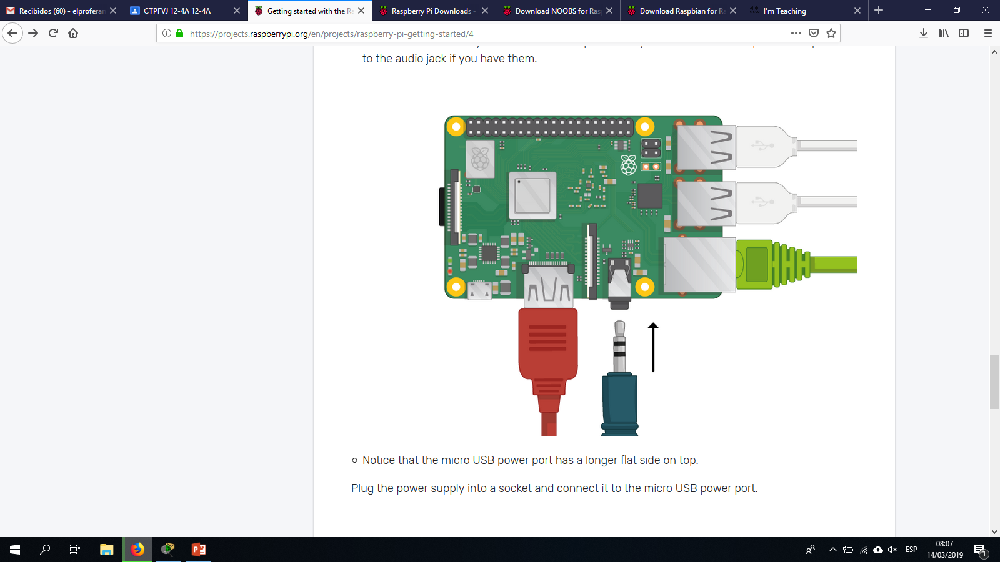 Recibidos (60) - elproferan
CTPFVJ 12-4A 12-4A
Getting started with the Ra
Raspberry Pi Downloads -
Download NOOBS for Rasp
Download Raspbian for Ra
I'm Teaching
https://projects.raspberrypi.org/en/projects/raspberry-pi-getting-started/4
to the audio jack if you have them.
Notice that the micro USB power port has a longer flat side on top.
Plug the power supply into a socket and connect it to the micro USB power port.
ESP
08:07
14/03/2019
1